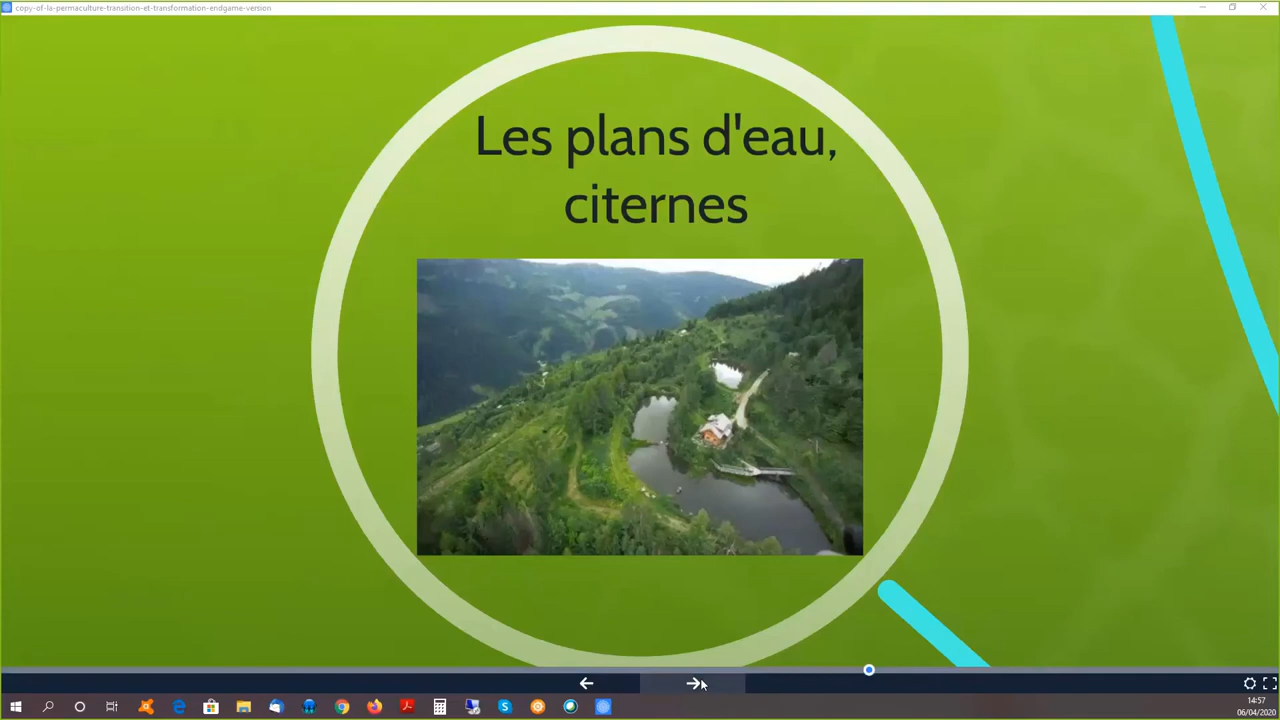 copy-of-la-permaculture-transition-et-transformation-endgame-version
Les plans d'eau,
citernes
14:57
06/04/2020